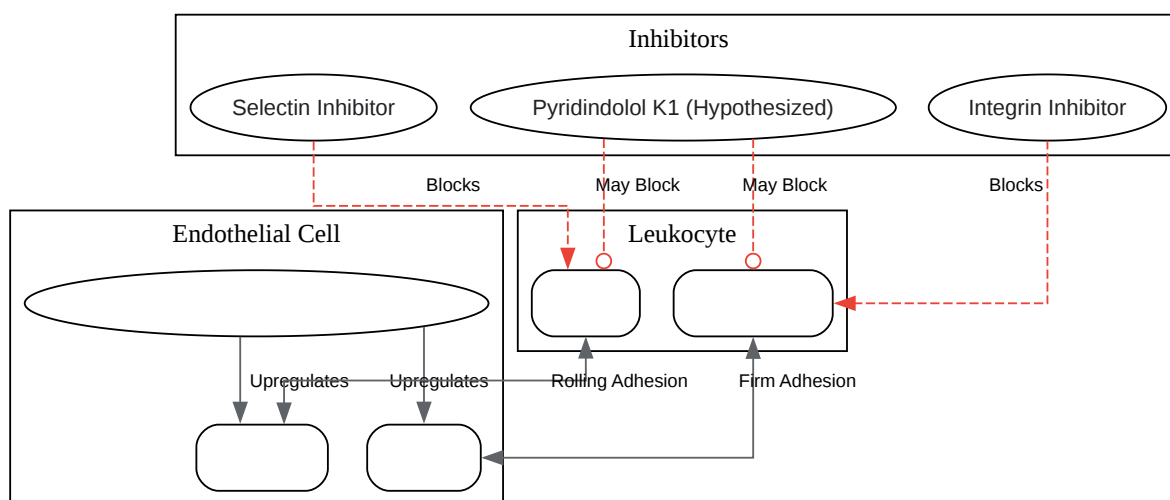 Inhibitors
Selectin Inhibitor
Pyridindolol K1 (Hypothesized)
Integrin Inhibitor
Blocks
May Block
May Block
Blocks
Endothelial Cell
Leukocyte
Upregulates
Upregulates
Rolling Adhesion
Firm Adhesion